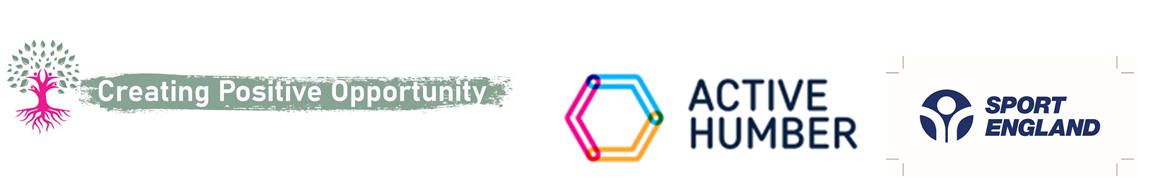 Creating Positive Opportunity
ACTIVE
HUMBER
SPORT
ENGLAND